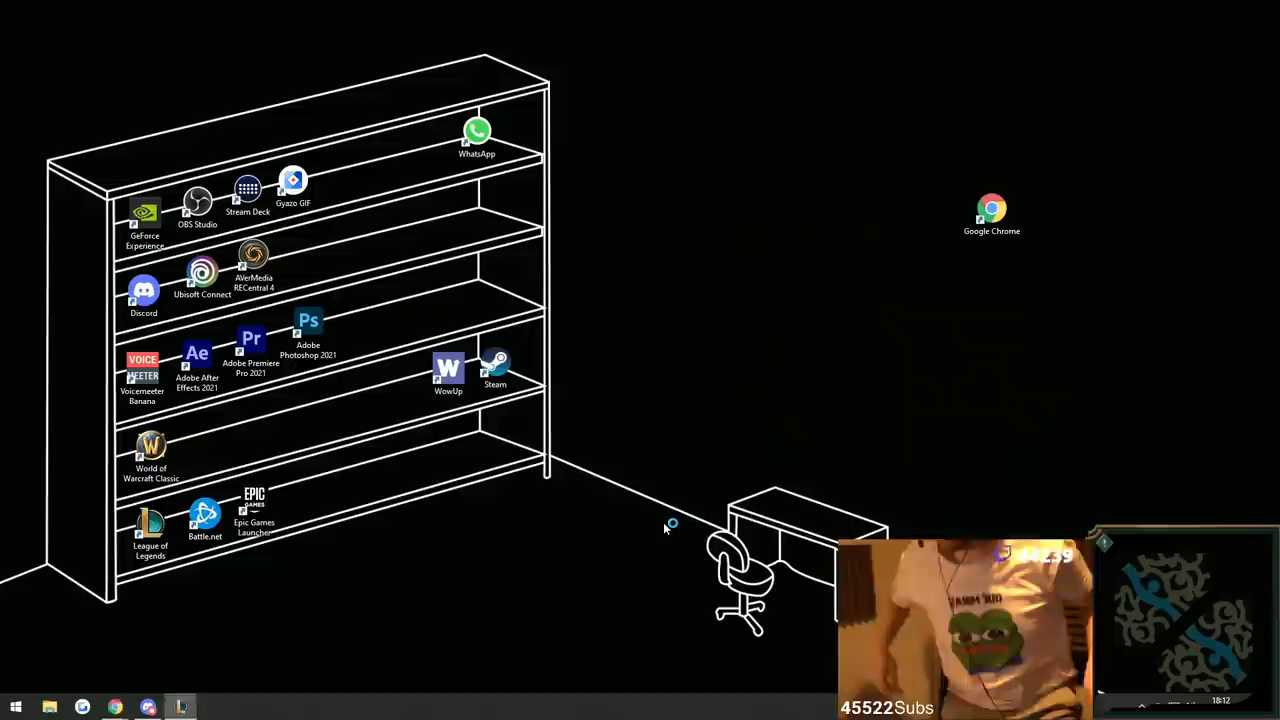 WhatsApp
Gyazo GIF
Stream Deck
OBS Studio
GeForce
Experience
Google Chrome
AVerMedia
RECentral 4
Ubisoft Connect
Discord
Ps
Adobe
Photoshop 2021
Pr
Adobe Premiere
Pro 2021
Ae
Adobe After
Effects 2021
VOICE
MEETER
Voicemeeter
Banana
W
WowUp
Steam
W
World of
Warcraft Classic
EPIC
GAMES
Epic Games
Launcher
Battle.net
League of
Legends
45522Subs
18:12